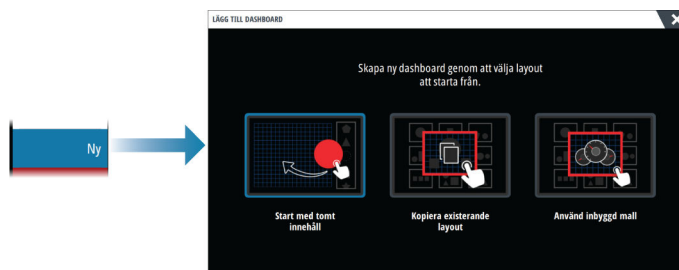 LÄGG TILL DASHBOARD
Skapa ny dashboard genom att välja layout
att starta från.
Ny
Start med tomt
innehåll
Kopiera existerande
layout
Använd inbyggd mall